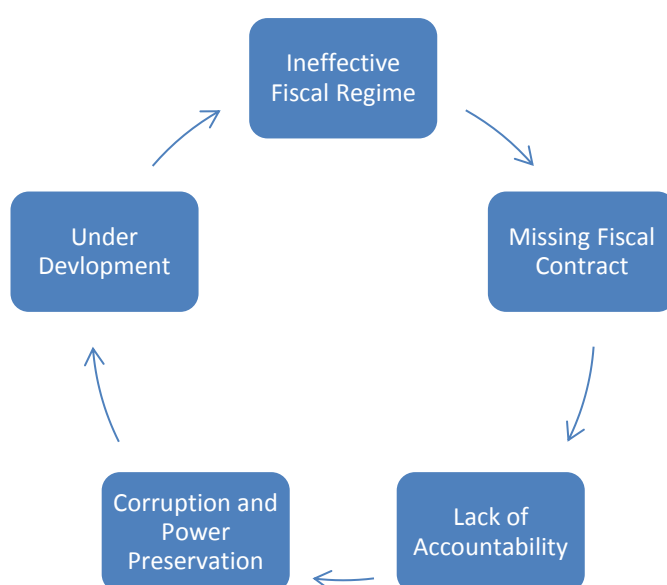 Ineffective
Fiscal Regime
Missing Fiscal
Contract
Lack of
Accountability
Corruption and
Power
Preservation
Under
Devlopment